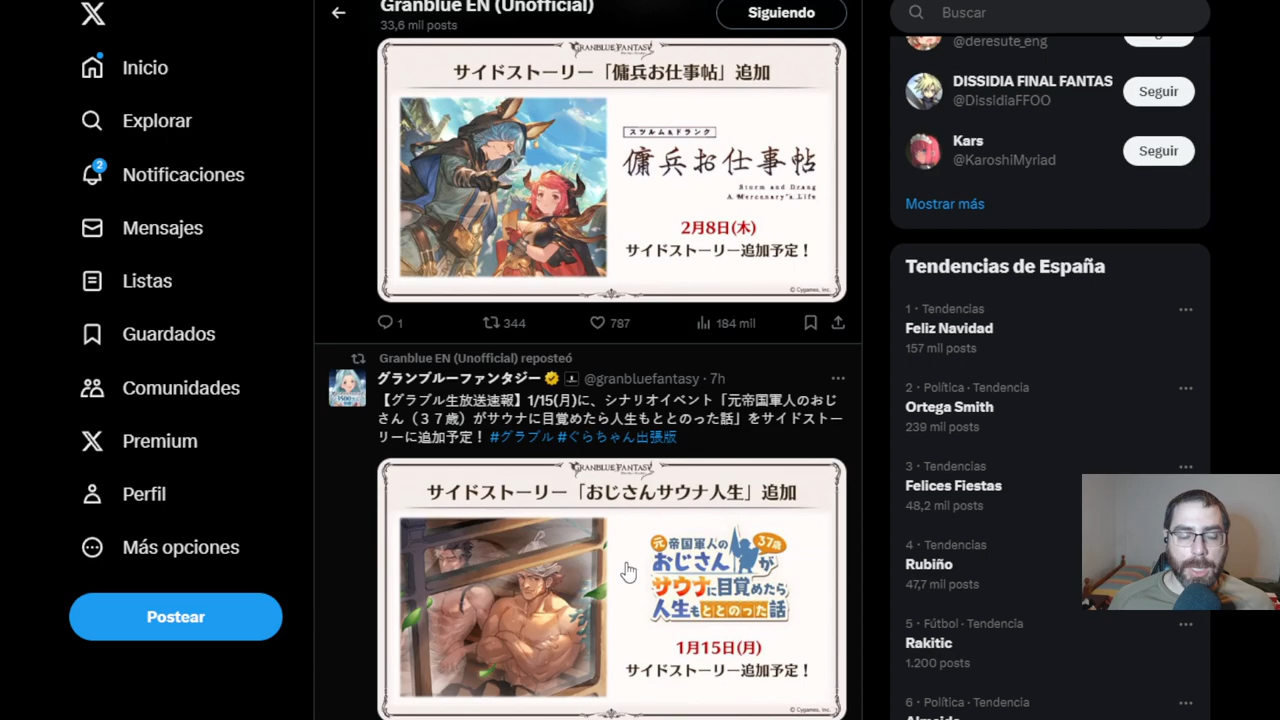 Granblue EN (Unofficial)
33,6 mil posts
Siguiendo
Inicio
Explorar
2
Notificaciones
Mensajes
Listas
Guardados
Comunidades
Premium
Perfil
Más opciones
Postear
GRANBLUE FANTASY
サイドストーリー「傭兵お仕事帖」追加
スツルム&ドランク
傭兵お仕事帖
Sturm and Drang
A Mercenary's Life
2月8日(木)
サイドストーリー追加予定！
© Cygames, Inc.
1
344
787
184 mil
Granblue EN (Unofficial) reposteó
グランブルーファンタジー @granbluefantasy · 7h
【グラブル生放送速報】1/15(月)に、シナリオイベント「元帝国軍人のおじ
さん（３７歳）がサウナに目覚めたら人生もととのった話」をサイドストー
リーに追加予定！ #グラブル #ぐらちゃん出張版
GRANBLUE FANTASY
サイドストーリー「おじさんサウナ人生」追加
元帝国軍人の 37歳
おじさんが
サウナに目覚めたら
人生もととのった話
1月15日(月)
サイドストーリー追加予定！
© Cygames, Inc.
Buscar
@deresute_eng
DISSIDIA FINAL FANTAS
@DissidiaFFOO
Seguir
Kars
@KaroshiMyriad
Seguir
Mostrar más
Tendencias de España
1 · Tendencias
Feliz Navidad
157 mil posts
2 · Política · Tendencia
Ortega Smith
239 mil posts
3 · Tendencias
Felices Fiestas
48,2 mil posts
4 · Tendencias
Rubiño
47,7 mil posts
5 · Fútbol · Tendencia
Rakitic
1.200 posts
6 · Política · Tendencia